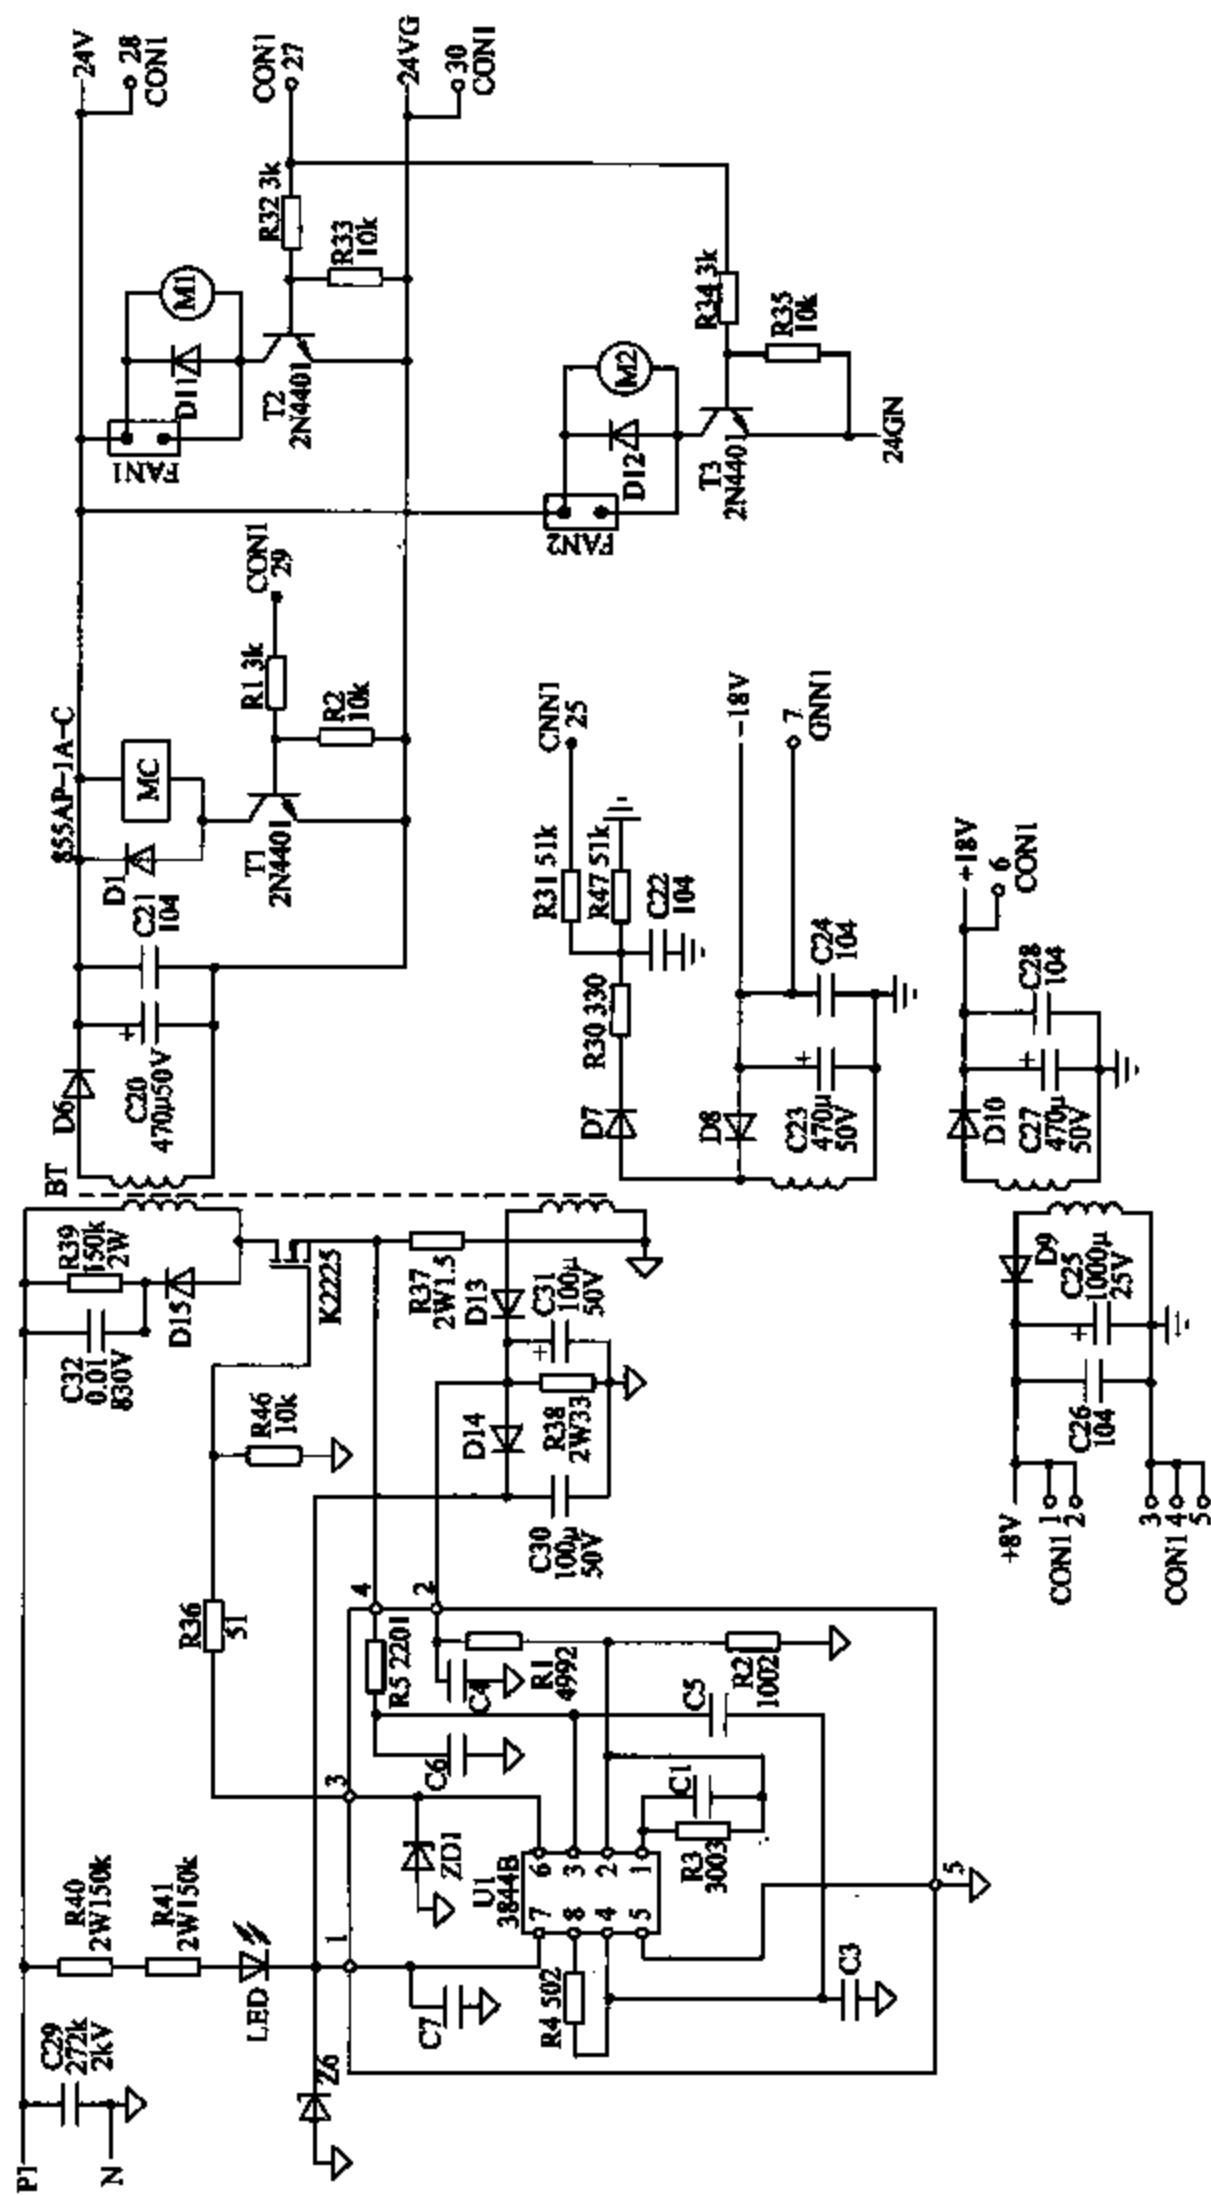 P1
N
C29
272k
2kV
R40
2W150k
R41
2W150k
LED
Z6
1
C7
R4 502
C3
U1
3844B
7
8
4
5
6
3
2
1
ZD1
R3
3003
C1
5
3
C6
R5 2201
C4
R1
4992
C5
R2
1002
4
2
R36
51
R46
10k
C32
0.01
830V
R39
150k
2W
D15
K2225
R37
2W1.5
D13
D14
C31
100μ
50V
R38
2W33
C30
100μ
50V
BT
D6
C20
470μ50V
C21
104
D1
855AP-1A-C
MC
T1
2N4401
R1 3k
R2
10k
CON1
29
FAN1
D11
M1
T2
2N4401
R32 3k
R33
10k
24V
28
CON1
CON1
27
24VG
30
CON1
FAN2
D12
M2
T3
2N4401
R34 3k
R35
10k
24GN
D7
R30 330
R31 51k
R47 51k
C22
104
CNN1
25
D8
C23
470μ
50V
C24
104
-18V
7
GNN1
D10
C27
470μ
50V
C28
104
+18V
6
CON1
D9
C25
1000μ
25V
C26
104
+8V
CON1 1
2
3
CON1 4
5